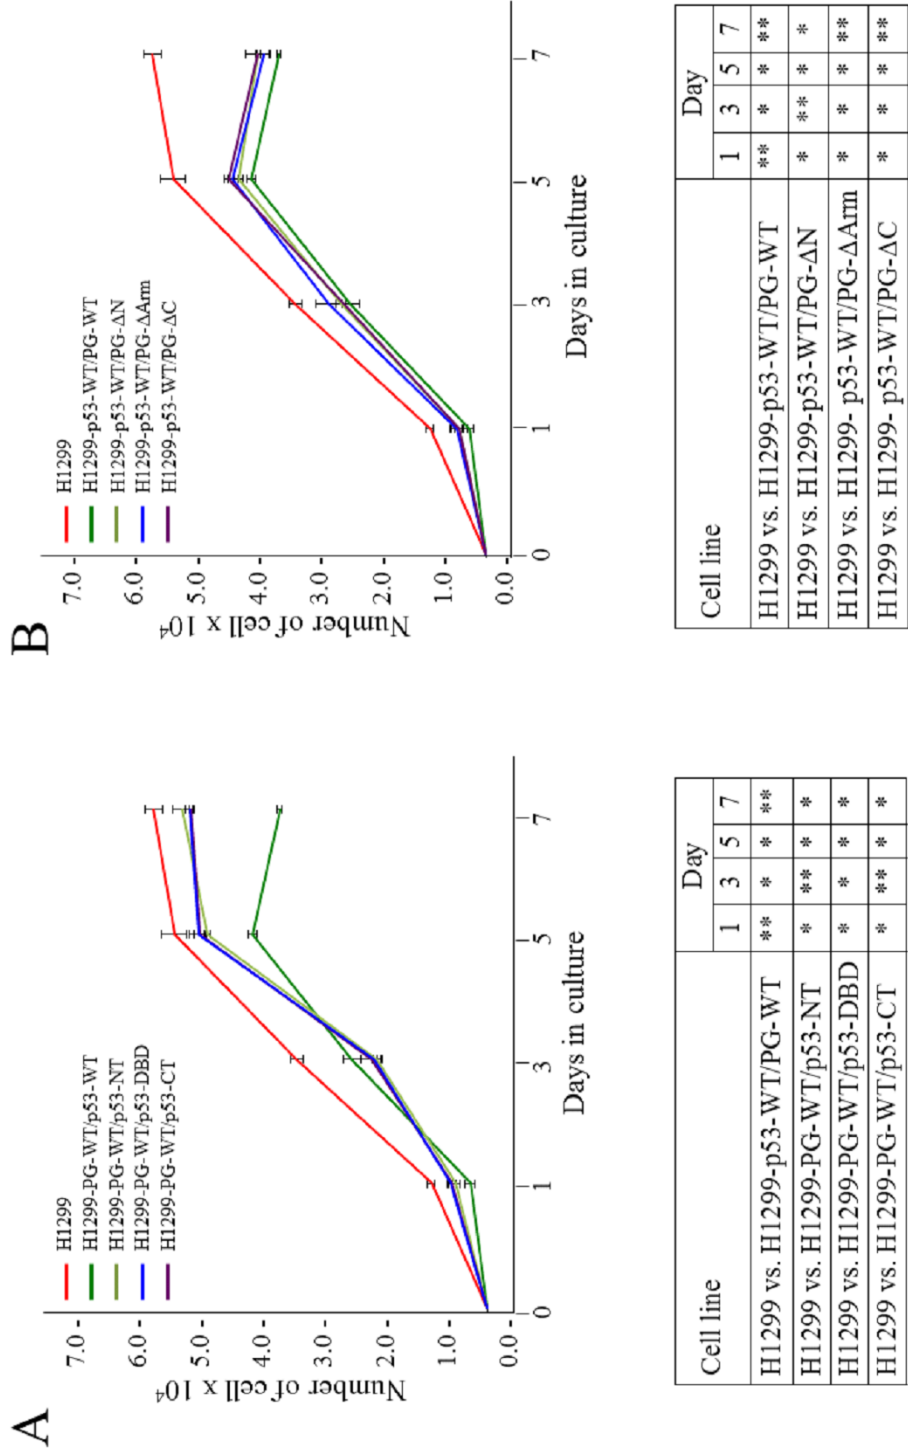 A
Number of cell x 10⁴
7.0
6.0
5.0
4.0
3.0
2.0
1.0
0.0
H1299
H1299-PG-WT/p53-WT
H1299-PG-WT/p53-NT
H1299-PG-WT/p53-DBD
H1299-PG-WT/p53-CT
0 1 3 5 7
Days in culture
Cell line Day
1 3 5 7
H1299 vs. H1299-p53-WT/PG-WT ** * * **
H1299 vs. H1299-PG-WT/p53-NT * ** * *
H1299 vs. H1299-PG-WT/p53-DBD * * * *
H1299 vs. H1299-PG-WT/p53-CT * ** * *
B
Number of cell x 10⁴
7.0
6.0
5.0
4.0
3.0
2.0
1.0
0.0
H1299
H1299-p53-WT/PG-WT
H1299-p53-WT/PG-ΔN
H1299-p53-WT/PG-ΔArm
H1299-p53-WT/PG-ΔC
0 1 3 5 7
Days in culture
Cell line Day
1 3 5 7
H1299 vs. H1299-p53-WT/PG-WT ** * * **
H1299 vs. H1299-p53-WT/PG-ΔN * ** * *
H1299 vs. H1299- p53-WT/PG-ΔArm * * * **
H1299 vs. H1299- p53-WT/PG-ΔC * * * **